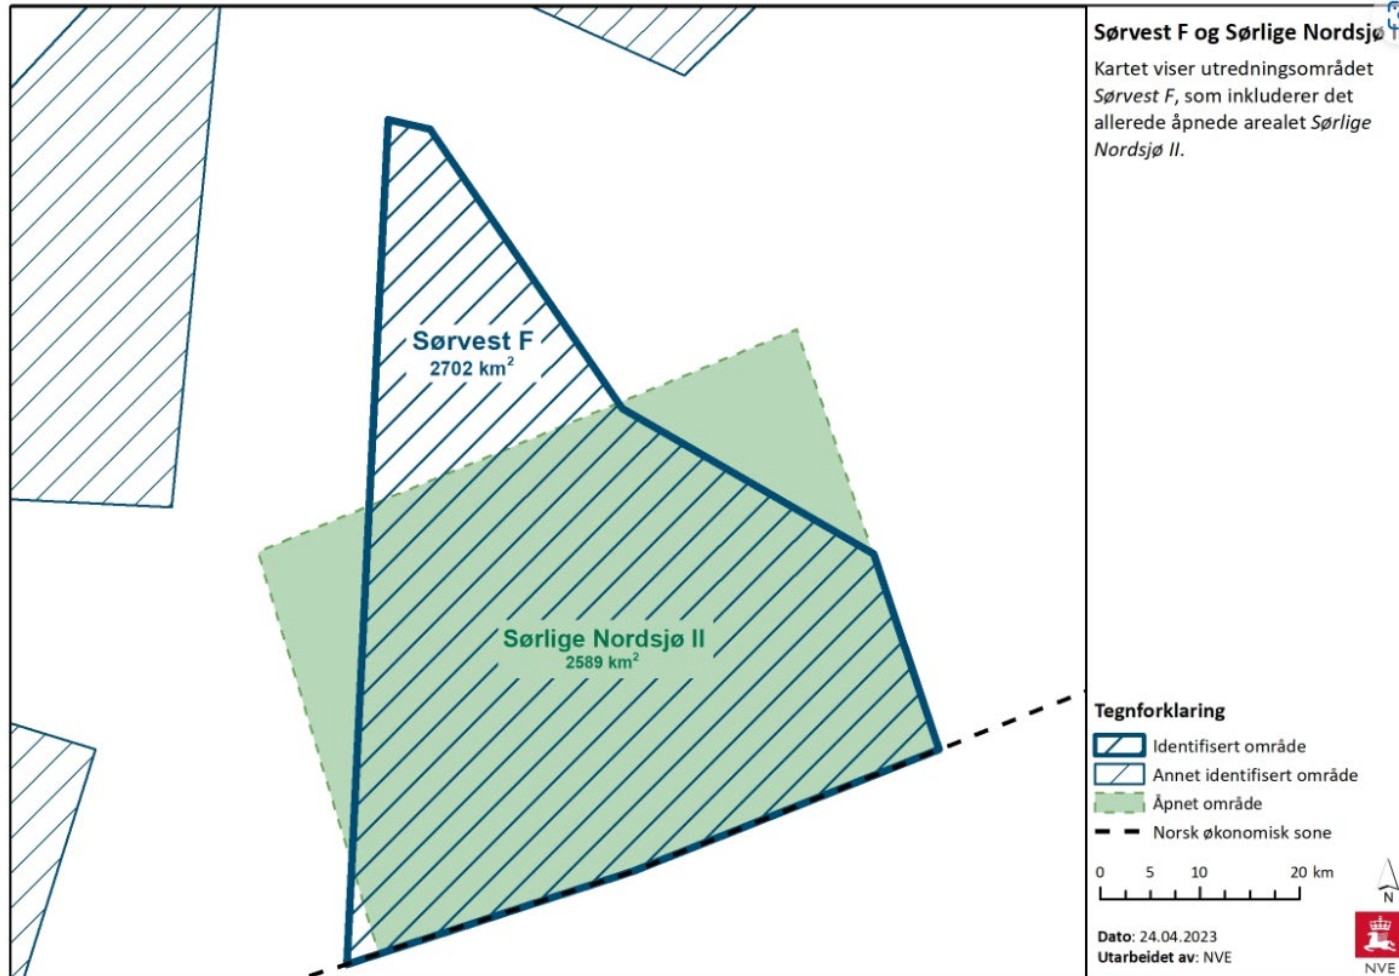 Sørvest F og Sørlige Nordsjø
Kartet viser utredningsområdet
Sørvest F, som inkluderer det
allerede åpnede arealet Sørlige
Nordsjø II.
Sørvest F
2702 km²
Sørlige Nordsjø II
2589 km²
Tegnforklaring
Identifisert område
Annet identifisert område
Åpnet område
Norsk økonomisk sone
0 5 10 20 km
N
Dato: 24.04.2023
Utarbeidet av: NVE
NVE